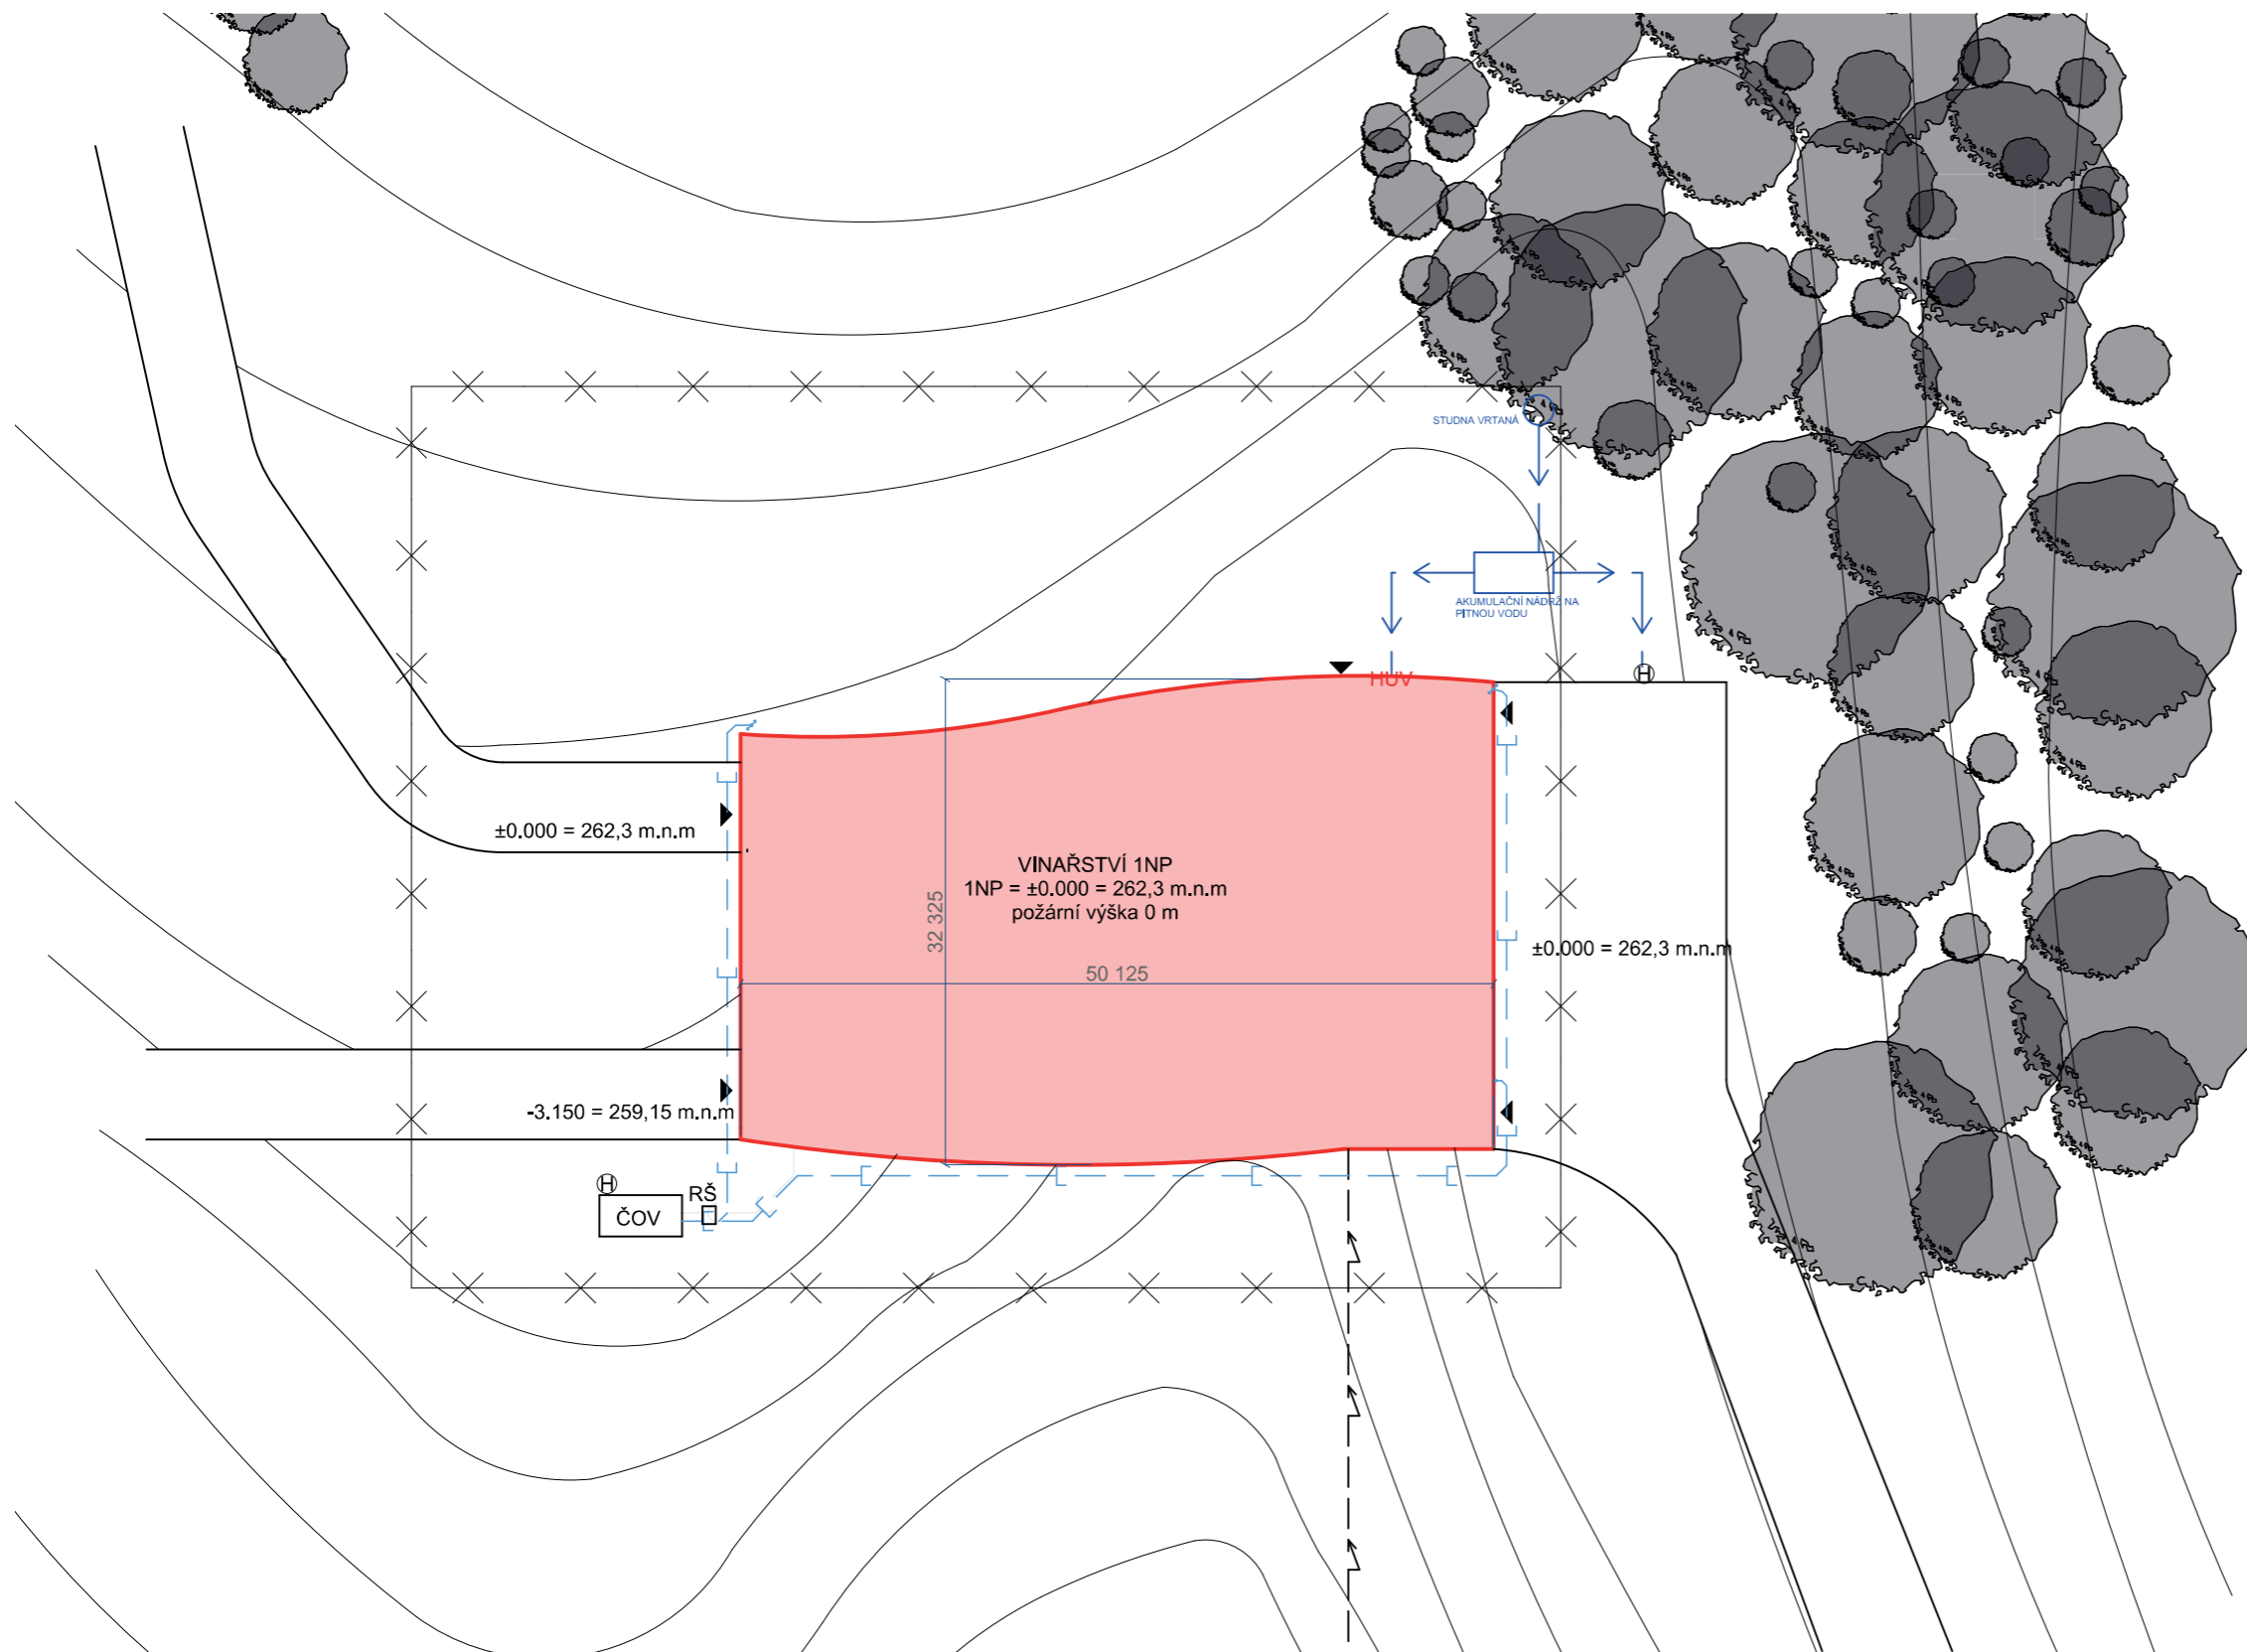 STUDNA VRTANÁ
AKUMULAČNÍ NÁDRŽ NA
PITNOU VODU
HUV
H
±0.000 = 262,3 m.n.m
VINAŘSTVÍ 1NP
1NP = ±0.000 = 262,3 m.n.m
požární výška 0 m
32 325
±0.000 = 262,3 m.n.m
50 125
-3.150 = 259,15 m.n.m
H
RŠ
ČOV